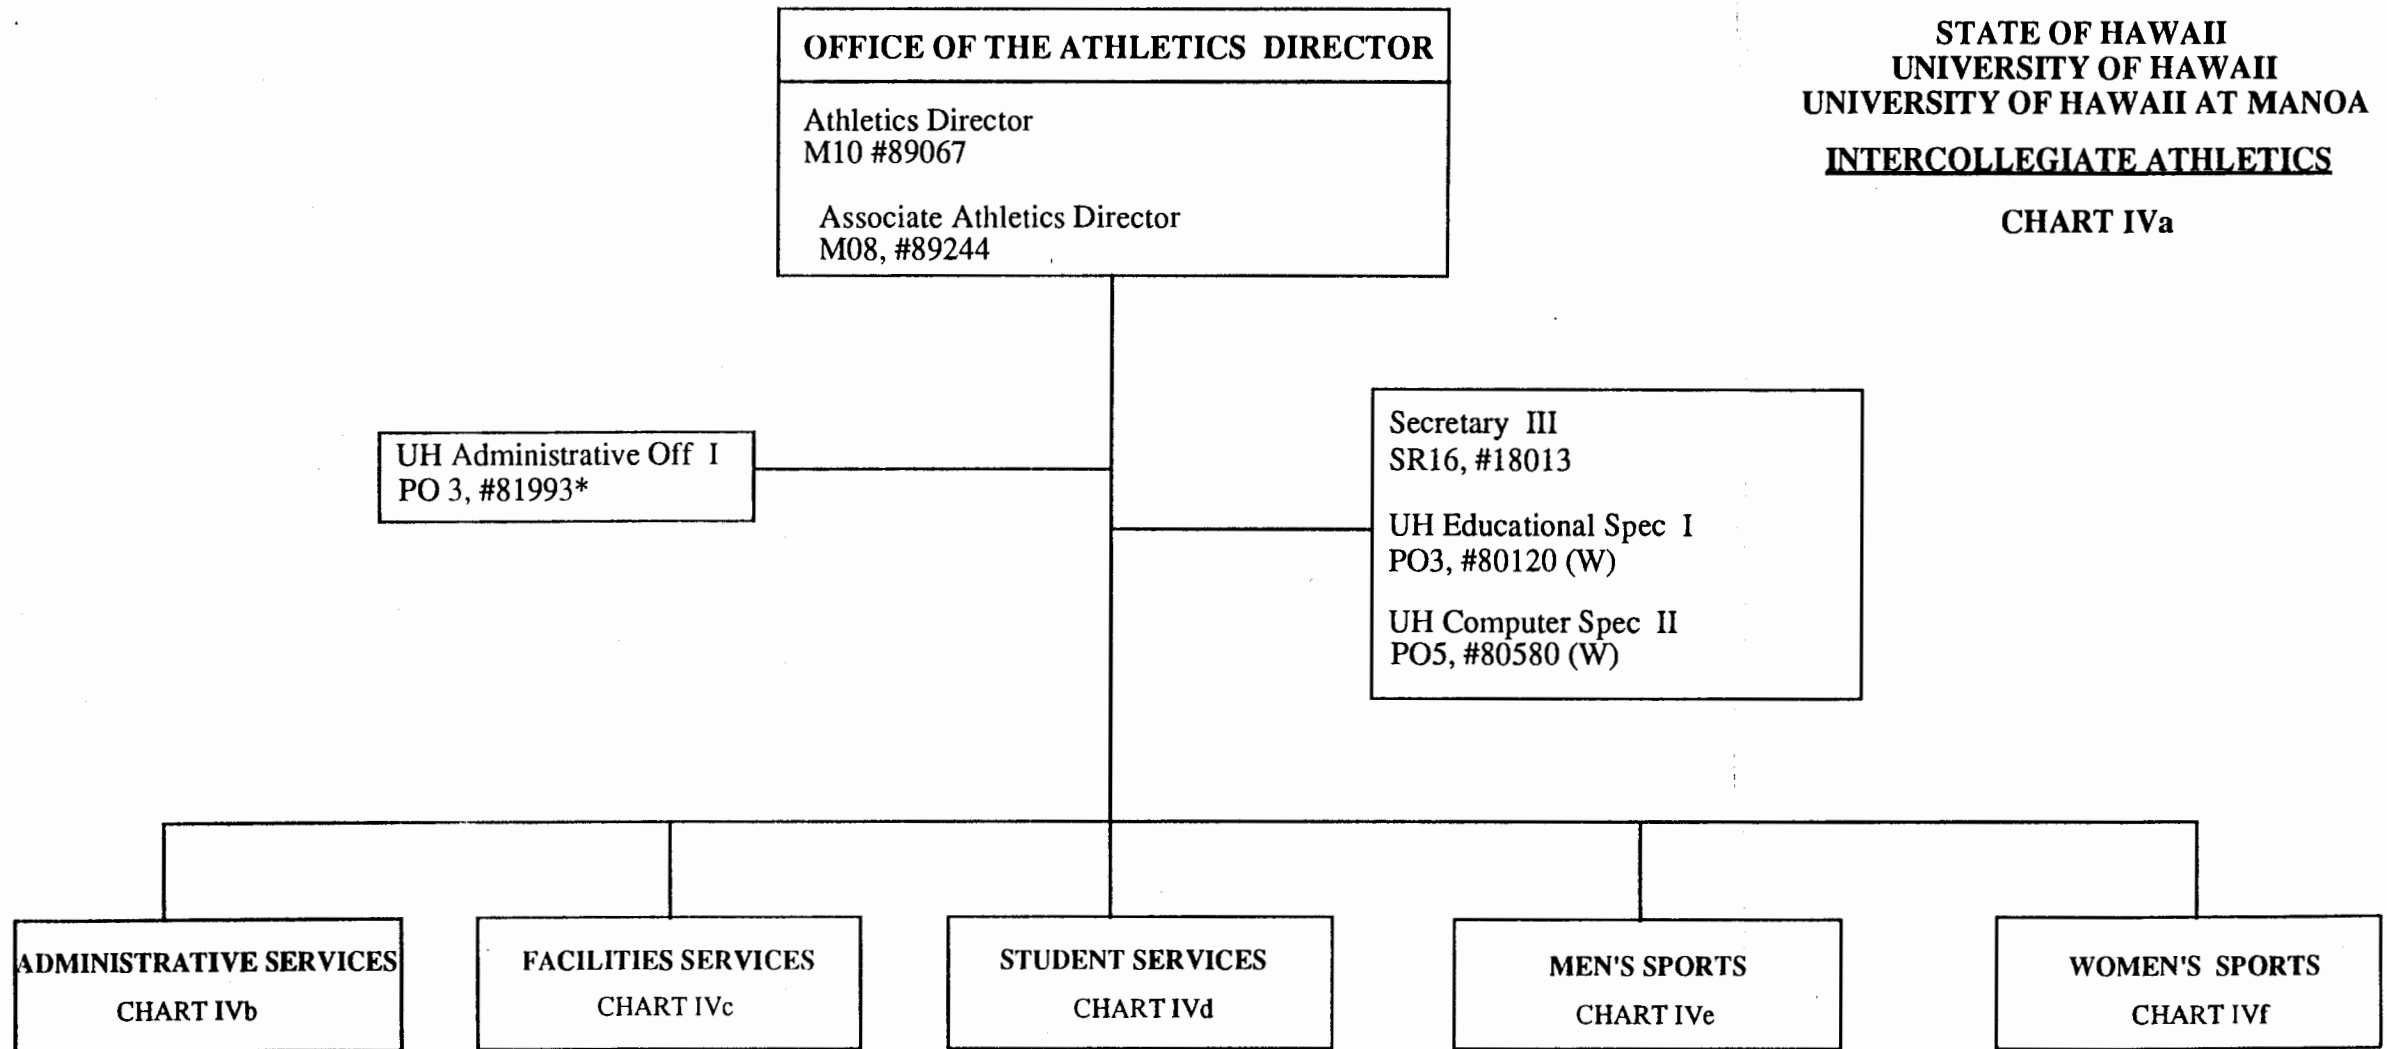 OFFICE OF THE ATHLETICS DIRECTOR
Athletics Director
M10 #89067
Associate Athletics Director
M08, #89244
STATE OF HAWAII
UNIVERSITY OF HAWAII
UNIVERSITY OF HAWAII AT MANOA
INTERCOLLEGIATE ATHLETICS
CHART IVa
UH Administrative Off I
PO 3, #81993*
Secretary III
SR16, #18013
UH Educational Spec I
PO3, #80120 (W)
UH Computer Spec II
PO5, #80580 (W)
ADMINISTRATIVE SERVICES
CHART IVb
FACILITIES SERVICES
CHART IVc
STUDENT SERVICES
CHART IVd
MEN'S SPORTS
CHART IVe
WOMEN'S SPORTS
CHART IVf